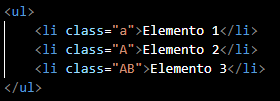 <ul>
<li class="a">Elemento 1</li>
<li class="A">Elemento 2</li>
<li class="AB">Elemento 3</li>
</ul>